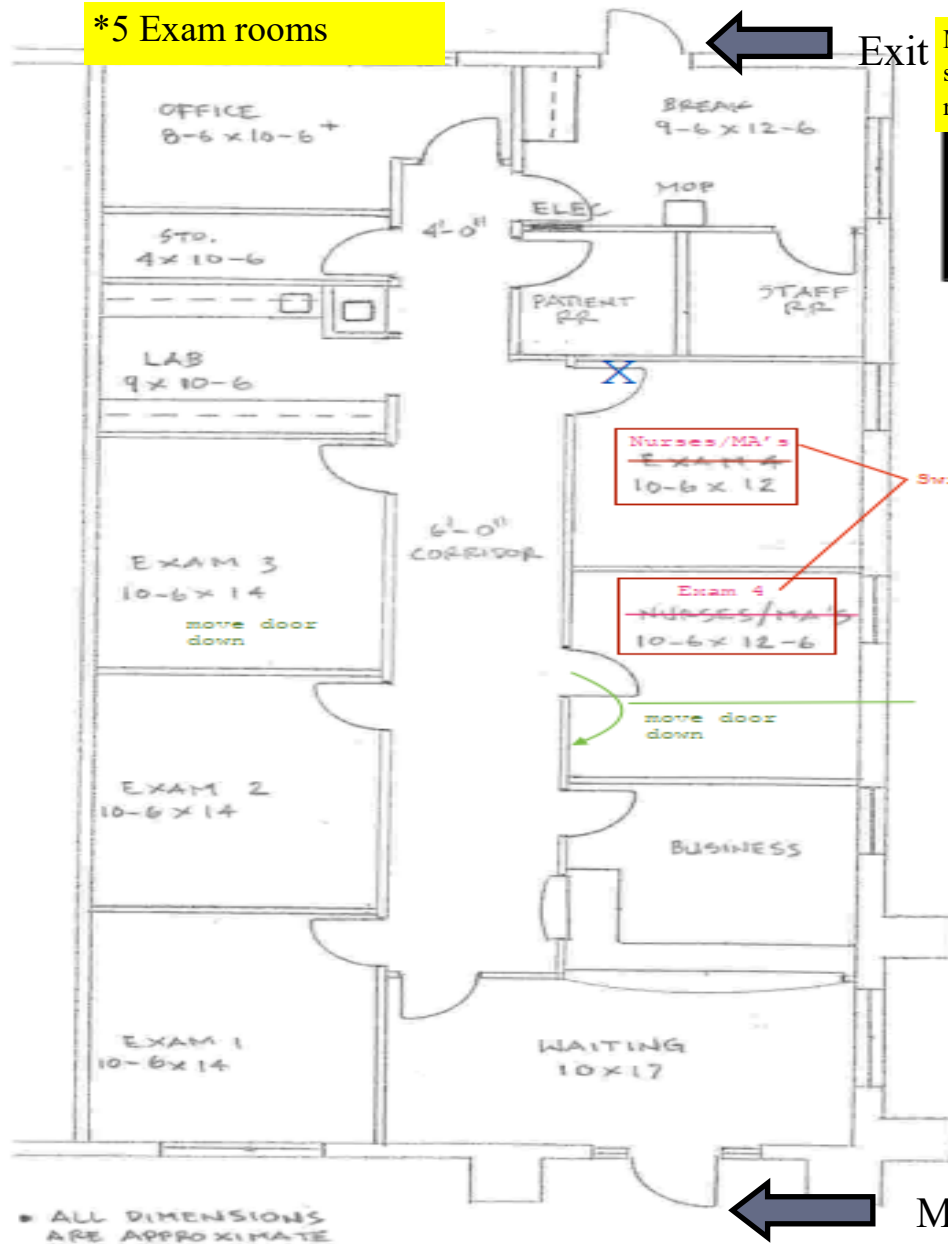 *5 Exam rooms
Exit
OFFICE
8-6 x 10-6 +
BREAK
9-6 x 12-6
MOP
ELEC
4'-0"
STO.
4 x 10-6
PATIENT
RR
STAFF
RR
LAB
9 x 10-6
X
Nurses/MA's
EXAM 4
10-6 x 12
6'-0"
CORRIDOR
EXAM 3
10-6 x 14
move door
down
Exam 4
NURSES/MA'S
10-6 x 12-6
move door
down
EXAM 2
10-6 x 14
BUSINESS
EXAM 1
10-6 x 14
WAITING
10 x 17
• ALL DIMENSIONS
ARE APPROXIMATE